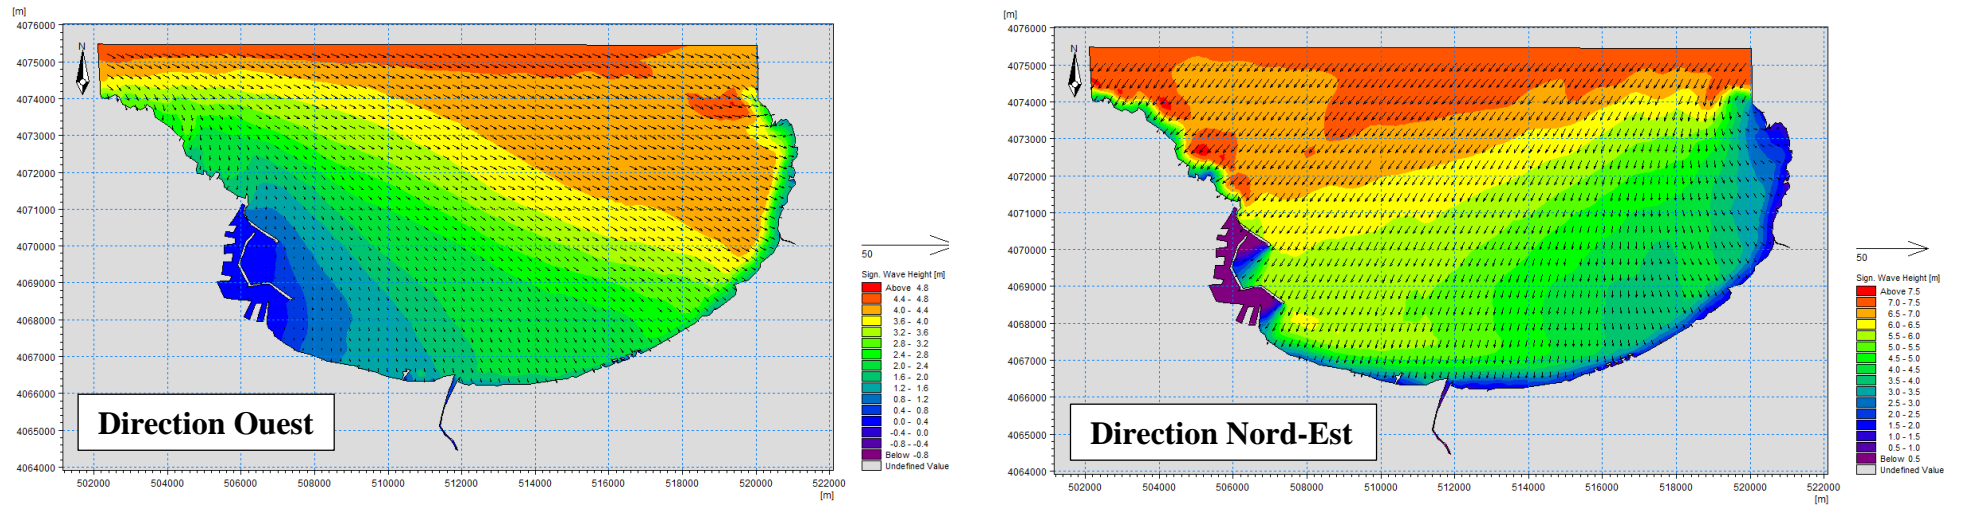 [m]
4076000
4075000
4074000
4073000
4072000
4071000
4070000
4069000
4068000
4067000
4066000
4065000
4064000
N
Direction Ouest
502000 504000 506000 508000 510000 512000 514000 516000 518000 520000 522000
[m]
50
Sign. Wave Height [m]
Above 4.8
4.4 - 4.8
4.0 - 4.4
3.6 - 4.0
3.2 - 3.6
2.8 - 3.2
2.4 - 2.8
2.0 - 2.4
1.6 - 2.0
1.2 - 1.6
0.8 - 1.2
0.4 - 0.8
0.0 - 0.4
-0.4 - 0.0
-0.8 - -0.4
Below -0.8
Undefined Value
[m]
4076000
4075000
4074000
4073000
4072000
4071000
4070000
4069000
4068000
4067000
4066000
4065000
4064000
N
Direction Nord-Est
502000 504000 506000 508000 510000 512000 514000 516000 518000 520000 522000
[m]
50
Sign. Wave Height [m]
Above 7.5
7.0 - 7.5
6.5 - 7.0
6.0 - 6.5
5.5 - 6.0
5.0 - 5.5
4.5 - 5.0
4.0 - 4.5
3.5 - 4.0
3.0 - 3.5
2.5 - 3.0
2.0 - 2.5
1.5 - 2.0
1.0 - 1.5
0.5 - 1.0
Below 0.5
Undefined Value